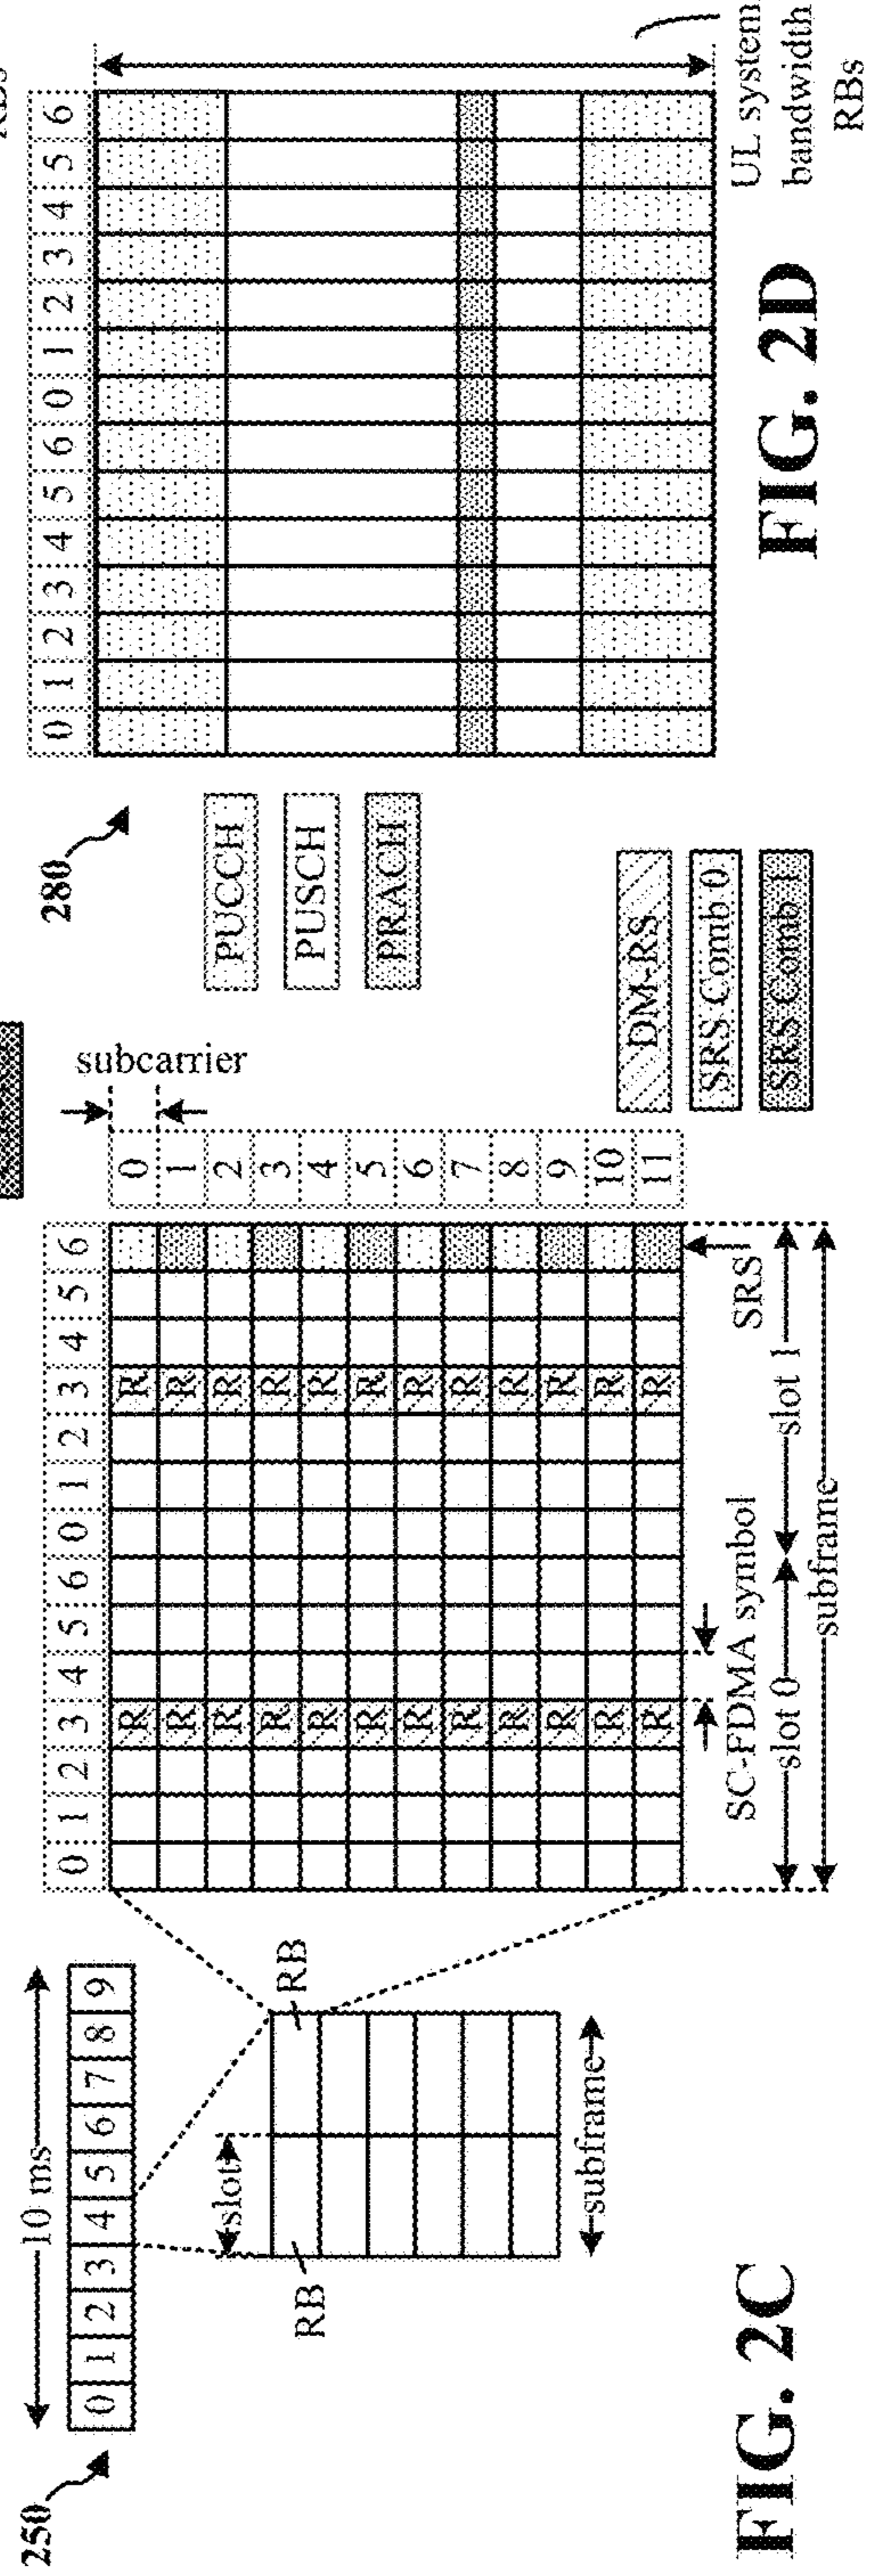 250
10 ms
0 1 2 3 4 5 6 7 8 9
slot
RB
RB
subframe
FIG. 2C
0 1 2 3 4 5 6 0 1 2 3 4 5 6
subcarrier
0
1
2
3
4
5
6
7
8
9
10
11
R R
R R
R R
R R
R R
R R
R R
R R
R R
R R
R R
R R
SRS
SC-FDMA symbol
slot 0
slot 1
subframe
DM-RS
SRS Comb 0
SRS Comb 1
280
PUCCH
PUSCH
PRACH
0 1 2 3 4 5 6 0 1 2 3 4 5 6
UL system
bandwidth
RBs
FIG. 2D